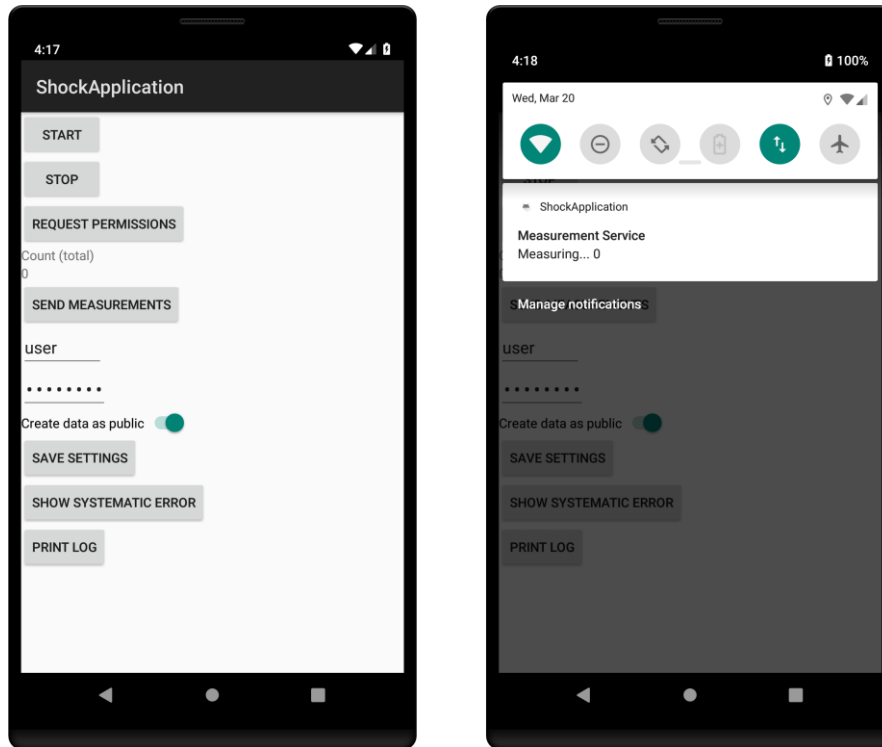 4:17
ShockApplication
START
STOP
REQUEST PERMISSIONS
Count (total)
0
SEND MEASUREMENTS
user
••••••••
Create data as public
SAVE SETTINGS
SHOW SYSTEMATIC ERROR
PRINT LOG
4:18 100%
Wed, Mar 20
STOP
ShockApplication
Measurement Service
Measuring... 0
Manage notifications
user
••••••••
Create data as public
SAVE SETTINGS
SHOW SYSTEMATIC ERROR
PRINT LOG